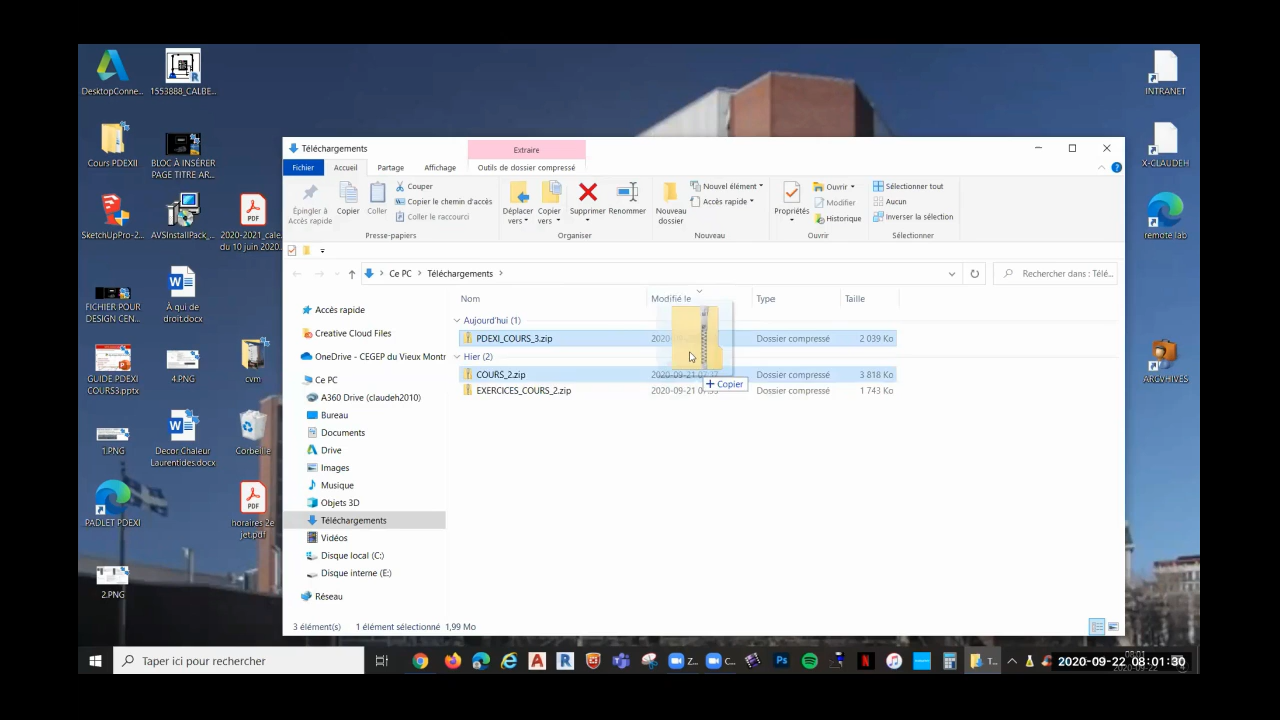 DesktopConne...
1553888_CALBE...
Cours PDEXII
BLOC À INSÉRER
PAGE TITRE AR...
SketchUpPro-2...
AVSInstallPack_...
2020-2021_cale
du 10 juin 2020.
FICHIER POUR
DESIGN CEN...
À qui de
droit.docx
GUIDE PDEXI
COURS3.pptx
4.PNG
cvm
1.PNG
Decor Chaleur
Laurentides.docx
Corbeille
PADLET PDEXI
horaires 2e
jet.pdf
2.PNG
INTRANET
X-CLAUDEH
remote lab
ARCVHIVES
Téléchargements
Extraire
Fichier
Accueil
Partage
Affichage
Outils de dossier compressé
Épingler à
Accès rapide
Copier
Coller
Couper
Copier le chemin d'accès
Coller le raccourci
Presse-papiers
Déplacer
vers
Copier
vers
Supprimer
Renommer
Organiser
Nouveau
dossier
Nouvel élément
Accès rapide
Nouveau
Propriétés
Ouvrir
Modifier
Historique
Ouvrir
Sélectionner tout
Aucun
Inverser la sélection
Sélectionner
Ce PC > Téléchargements >
Rechercher dans : Télé...
Nom Modifié le Type Taille
Aujourd'hui (1)
PDEXI_COURS_3.zip 2020- Dossier compressé 2 039 Ko
Hier (2)
COURS_2.zip 2020-09-21 Dossier compressé 3 818 Ko
EXERCICES_COURS_2.zip 2020-09-21 Dossier compressé 1 743 Ko
Copier
Accès rapide
Creative Cloud Files
OneDrive - CEGEP du Vieux Montr
Ce PC
A360 Drive (claudeh2010)
Bureau
Documents
Drive
Images
Musique
Objets 3D
Téléchargements
Vidéos
Disque local (C:)
Disque interne (E:)
Réseau
3 élément(s) 1 élément sélectionné 1,99 Mo
Taper ici pour rechercher
Z...
C...
T...
2020-09-22 08:01:30